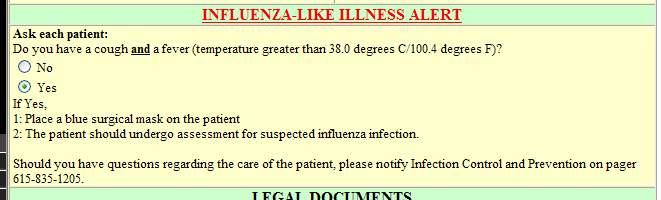 INFLUENZA-LIKE ILLNESS ALERT
Ask each patient:
Do you have a cough and a fever (temperature greater than 38.0 degrees C/100.4 degrees F)?
No
Yes
If Yes,
1: Place a blue surgical mask on the patient
2: The patient should undergo assessment for suspected influenza infection.
Should you have questions regarding the care of the patient, please notify Infection Control and Prevention on pager
615-835-1205.
LEGAL DOCUMENTS